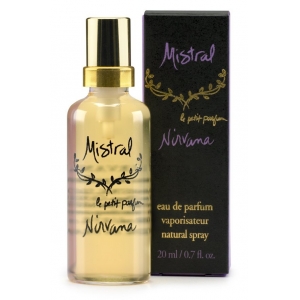 Mistral
le petit parfum
Nirvana
Mistral
le petit parfum
Nirvana
eau de parfum
vaporisateur
natural spray
20 ml / 0.7 fl. oz.